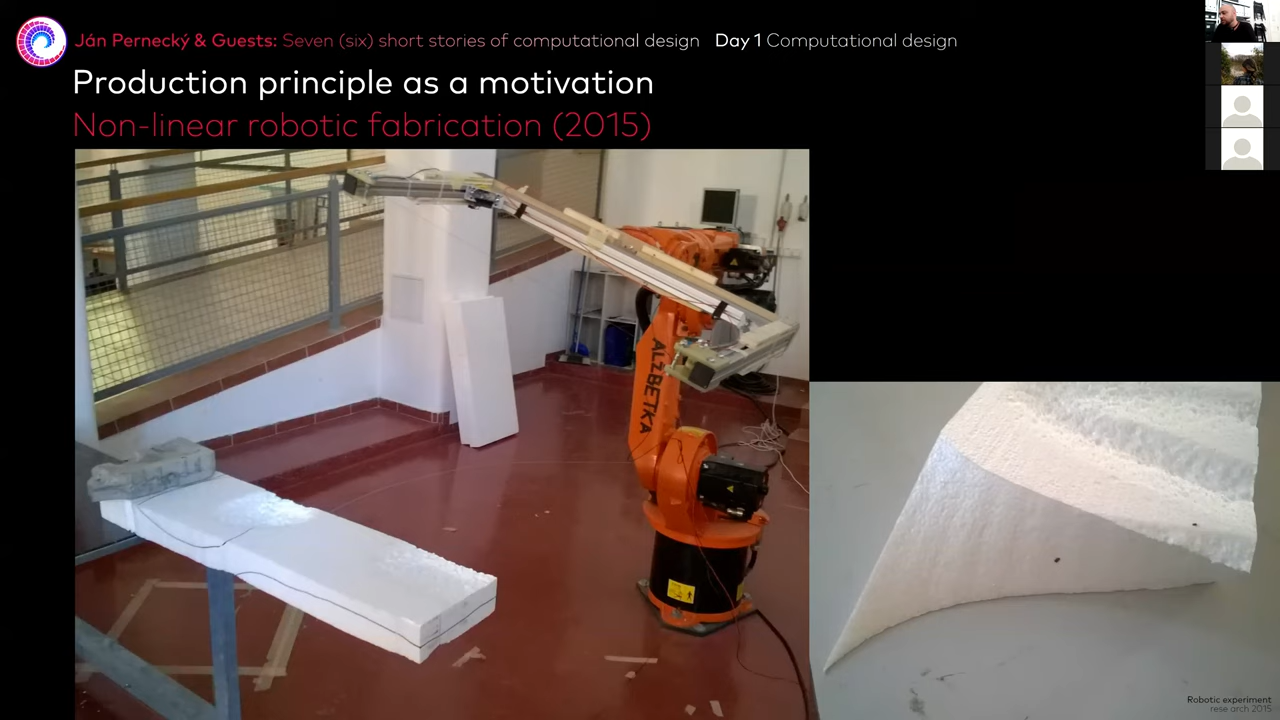 Ján Pernecký & Guests: Seven (six) short stories of computational design Day 1 Computational design
Production principle as a motivation
Non-linear robotic fabrication (2015)
ALŽBETKA
Robotic experiment
rese arch 2015